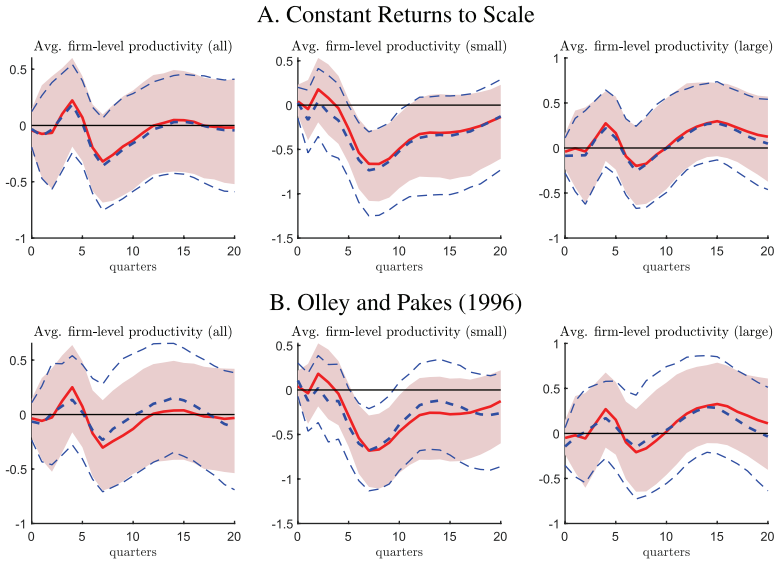 A. Constant Returns to Scale
Avg. firm-level productivity (all)
0.5
0
-0.5
-1
0 5 10 15 20
quarters
Avg. firm-level productivity (small)
0.5
0
-0.5
-1
-1.5
0 5 10 15 20
quarters
Avg. firm-level productivity (large)
1
0.5
0
-0.5
-1
0 5 10 15 20
quarters
B. Olley and Pakes (1996)
Avg. firm-level productivity (all)
0.5
0
-0.5
-1
0 5 10 15 20
quarters
Avg. firm-level productivity (small)
0.5
0
-0.5
-1
-1.5
0 5 10 15 20
quarters
Avg. firm-level productivity (large)
1
0.5
0
-0.5
-1
0 5 10 15 20
quarters